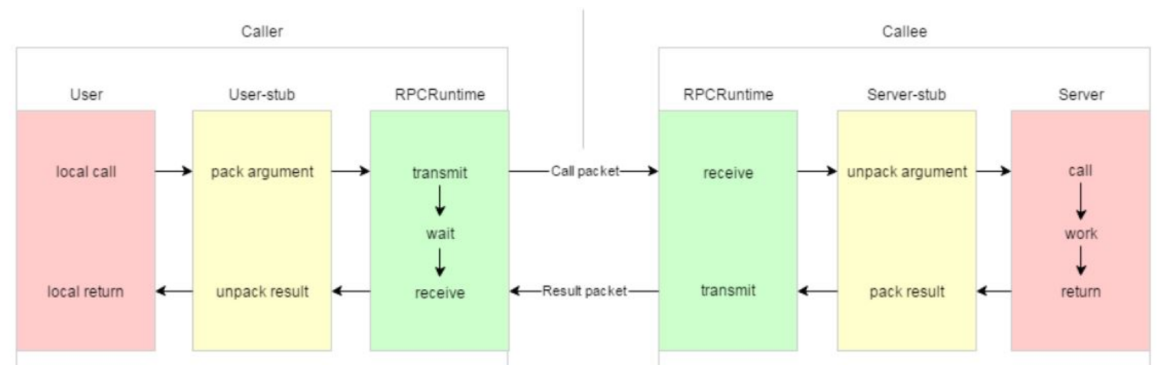 Caller Callee
User User-stub RPCRuntime RPCRuntime Server-stub Server
local call pack argument transmit Call packet receive unpack argument call
wait work
local return unpack result receive Result packet transmit pack result return